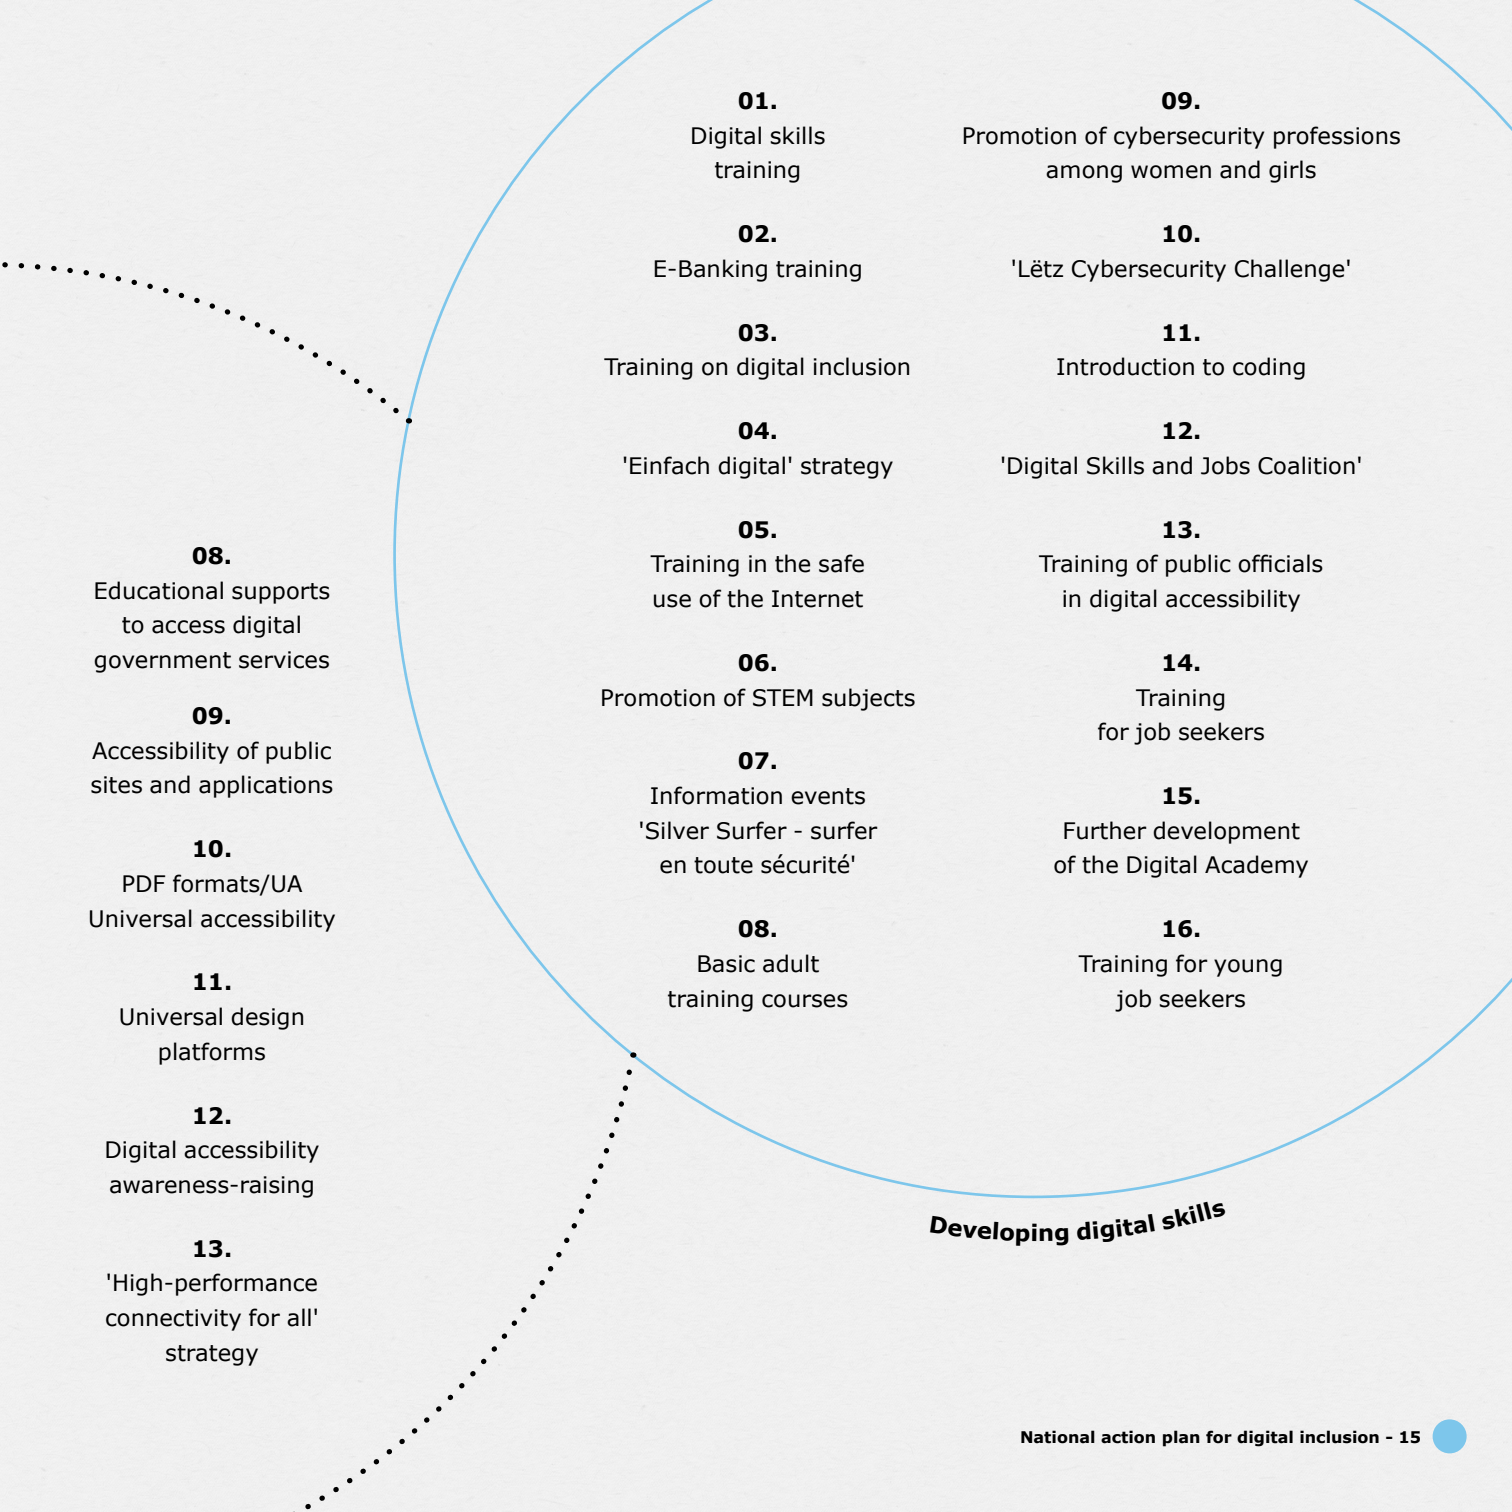 08.
Educational supports
to access digital
government services
09.
Accessibility of public
sites and applications
10.
PDF formats/UA
Universal accessibility
11.
Universal design
platforms
12.
Digital accessibility
awareness-raising
13.
'High-performance
connectivity for all'
strategy
01.
Digital skills
training
02.
E-Banking training
03.
Training on digital inclusion
04.
'Einfach digital' strategy
05.
Training in the safe
use of the Internet
06.
Promotion of STEM subjects
07.
Information events
'Silver Surfer - surfer
en toute sécurité'
08.
Basic adult
training courses
09.
Promotion of cybersecurity professions
among women and girls
10.
'Lëtz Cybersecurity Challenge'
11.
Introduction to coding
12.
'Digital Skills and Jobs Coalition'
13.
Training of public officials
in digital accessibility
14.
Training
for job seekers
15.
Further development
of the Digital Academy
16.
Training for young
job seekers
Developing digital skills
National action plan for digital inclusion - 15